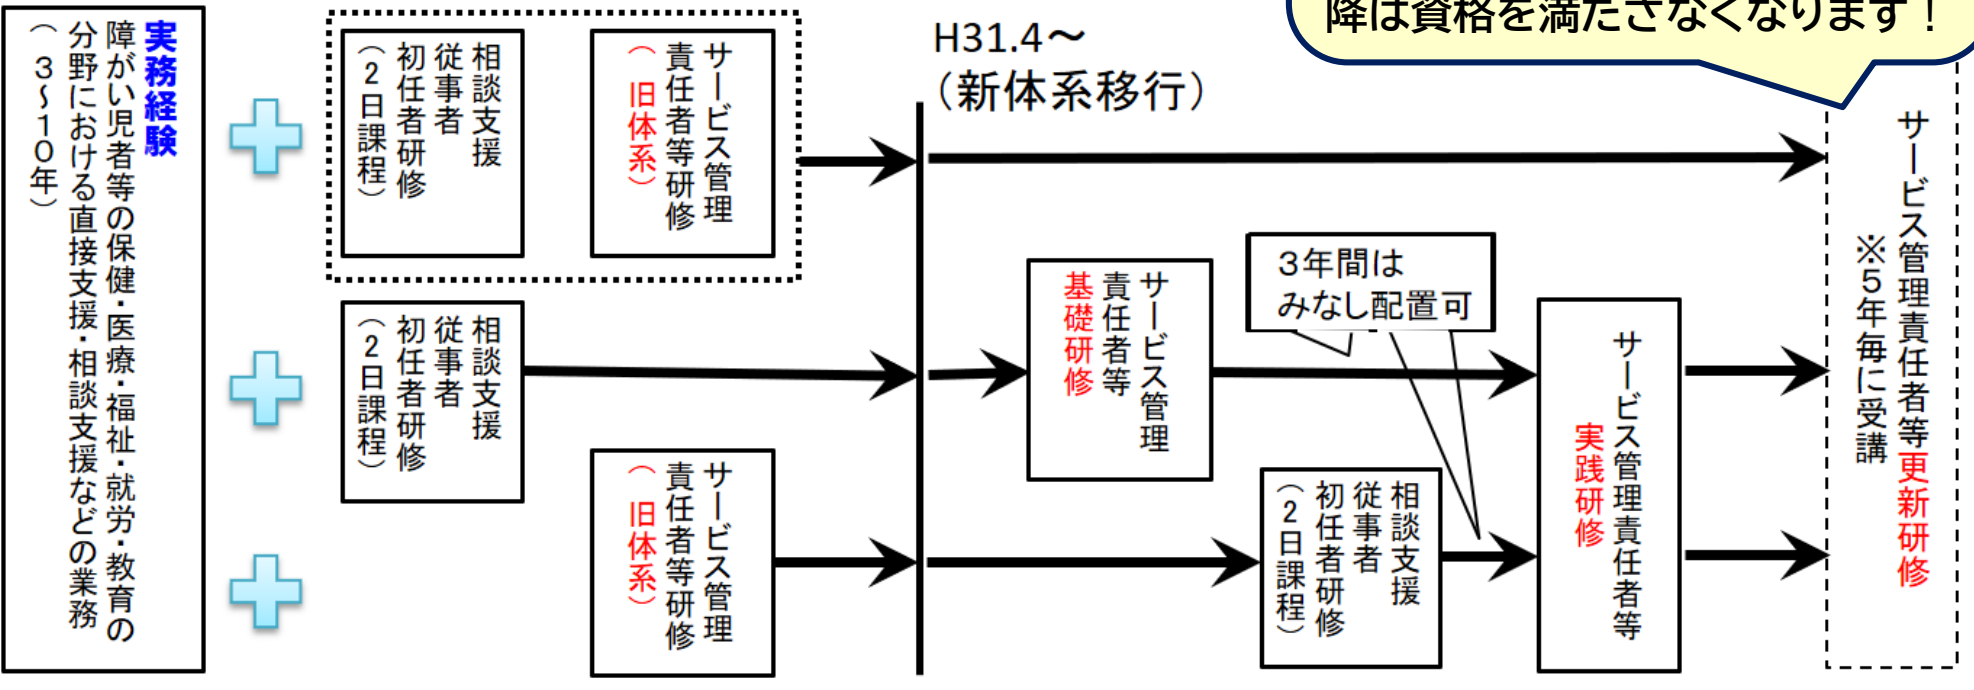 実務経験
障がい児者等の保健・医療・福祉・就労・教育の
分野における直接支援・相談支援などの業務
（３～１０年）
相談支援
従事者
初任者研修
（２日課程）
サービス管理
責任者等研修
（旧体系）
相談支援
従事者
初任者研修
（２日課程）
サービス管理
責任者等研修
（旧体系）
H31.4～
（新体系移行）
サービス管理
責任者等
基礎研修
3年間は
みなし配置可
相談支援
従事者
初任者研修
（２日課程）
サービス管理責任者等
実践研修
降は資格を満たさなくなります！
サービス管理責任者等更新研修
※５年毎に受講